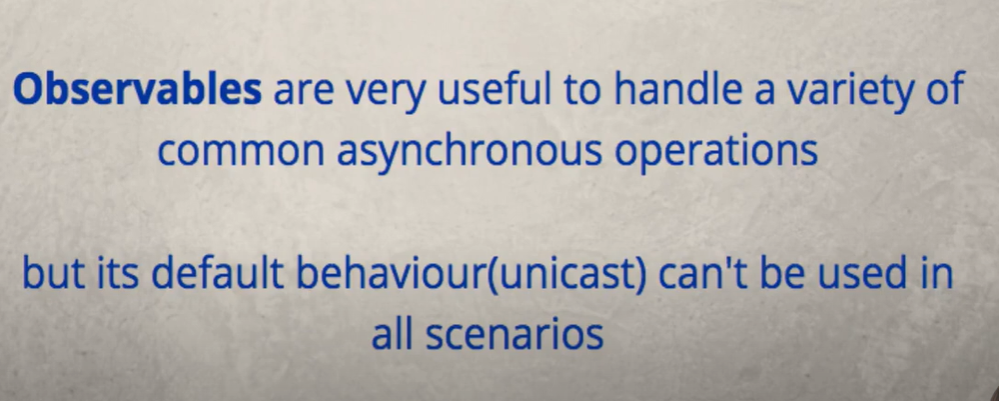 Observables are very useful to handle a variety of
common asynchronous operations
but its default behaviour(unicast) can't be used in
all scenarios